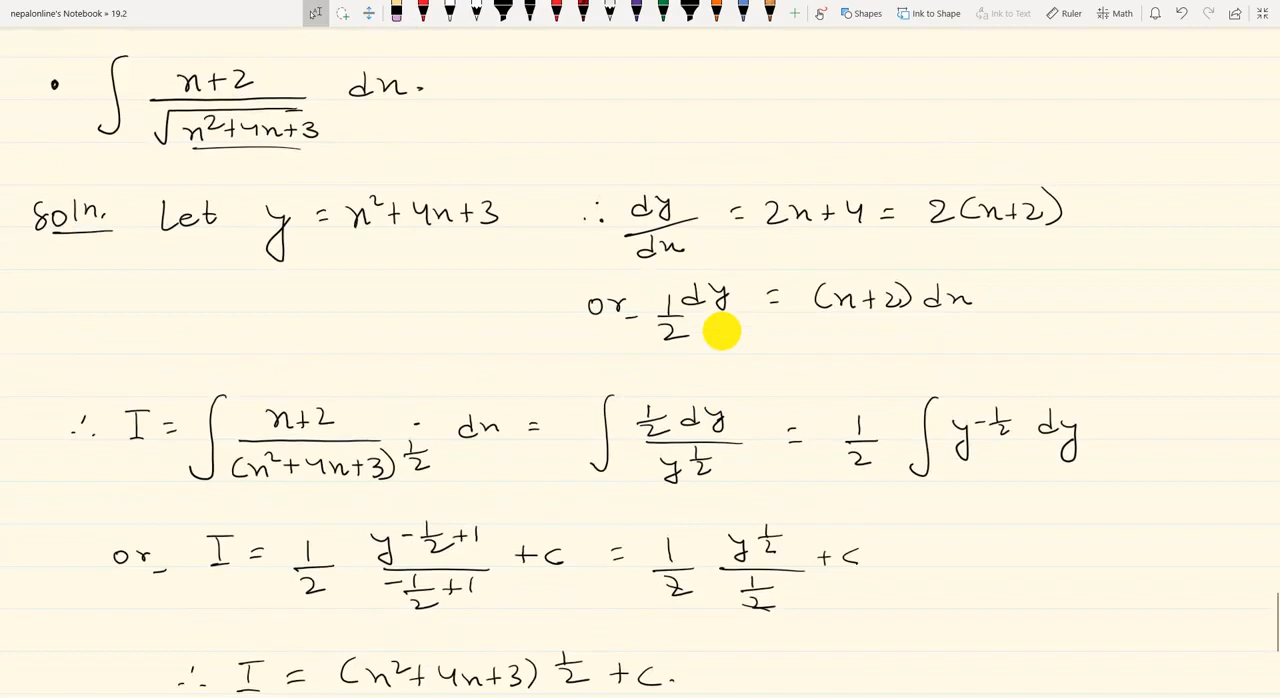 nepalonline's Notebook » 19.2 Shapes Ink to Shape Ink to Text Ruler Math
• ∫ (x+2)/√(x²+4x+3) dx.
Soln. Let y = x²+4x+3 ∴ dy/dx = 2x+4 = 2(x+2)
or, 1/2 dy = (x+2) dx
∴ I = ∫ (x+2)/(x²+4x+3)^(1/2) dx = ∫ (1/2 dy)/y^(1/2) = 1/2 ∫ y^(-1/2) dy
or, I = 1/2 y^(-1/2+1)/(-1/2+1) + c = 1/2 y^(1/2)/(1/2) + c
∴ I = (x²+4x+3)^(1/2) + c.